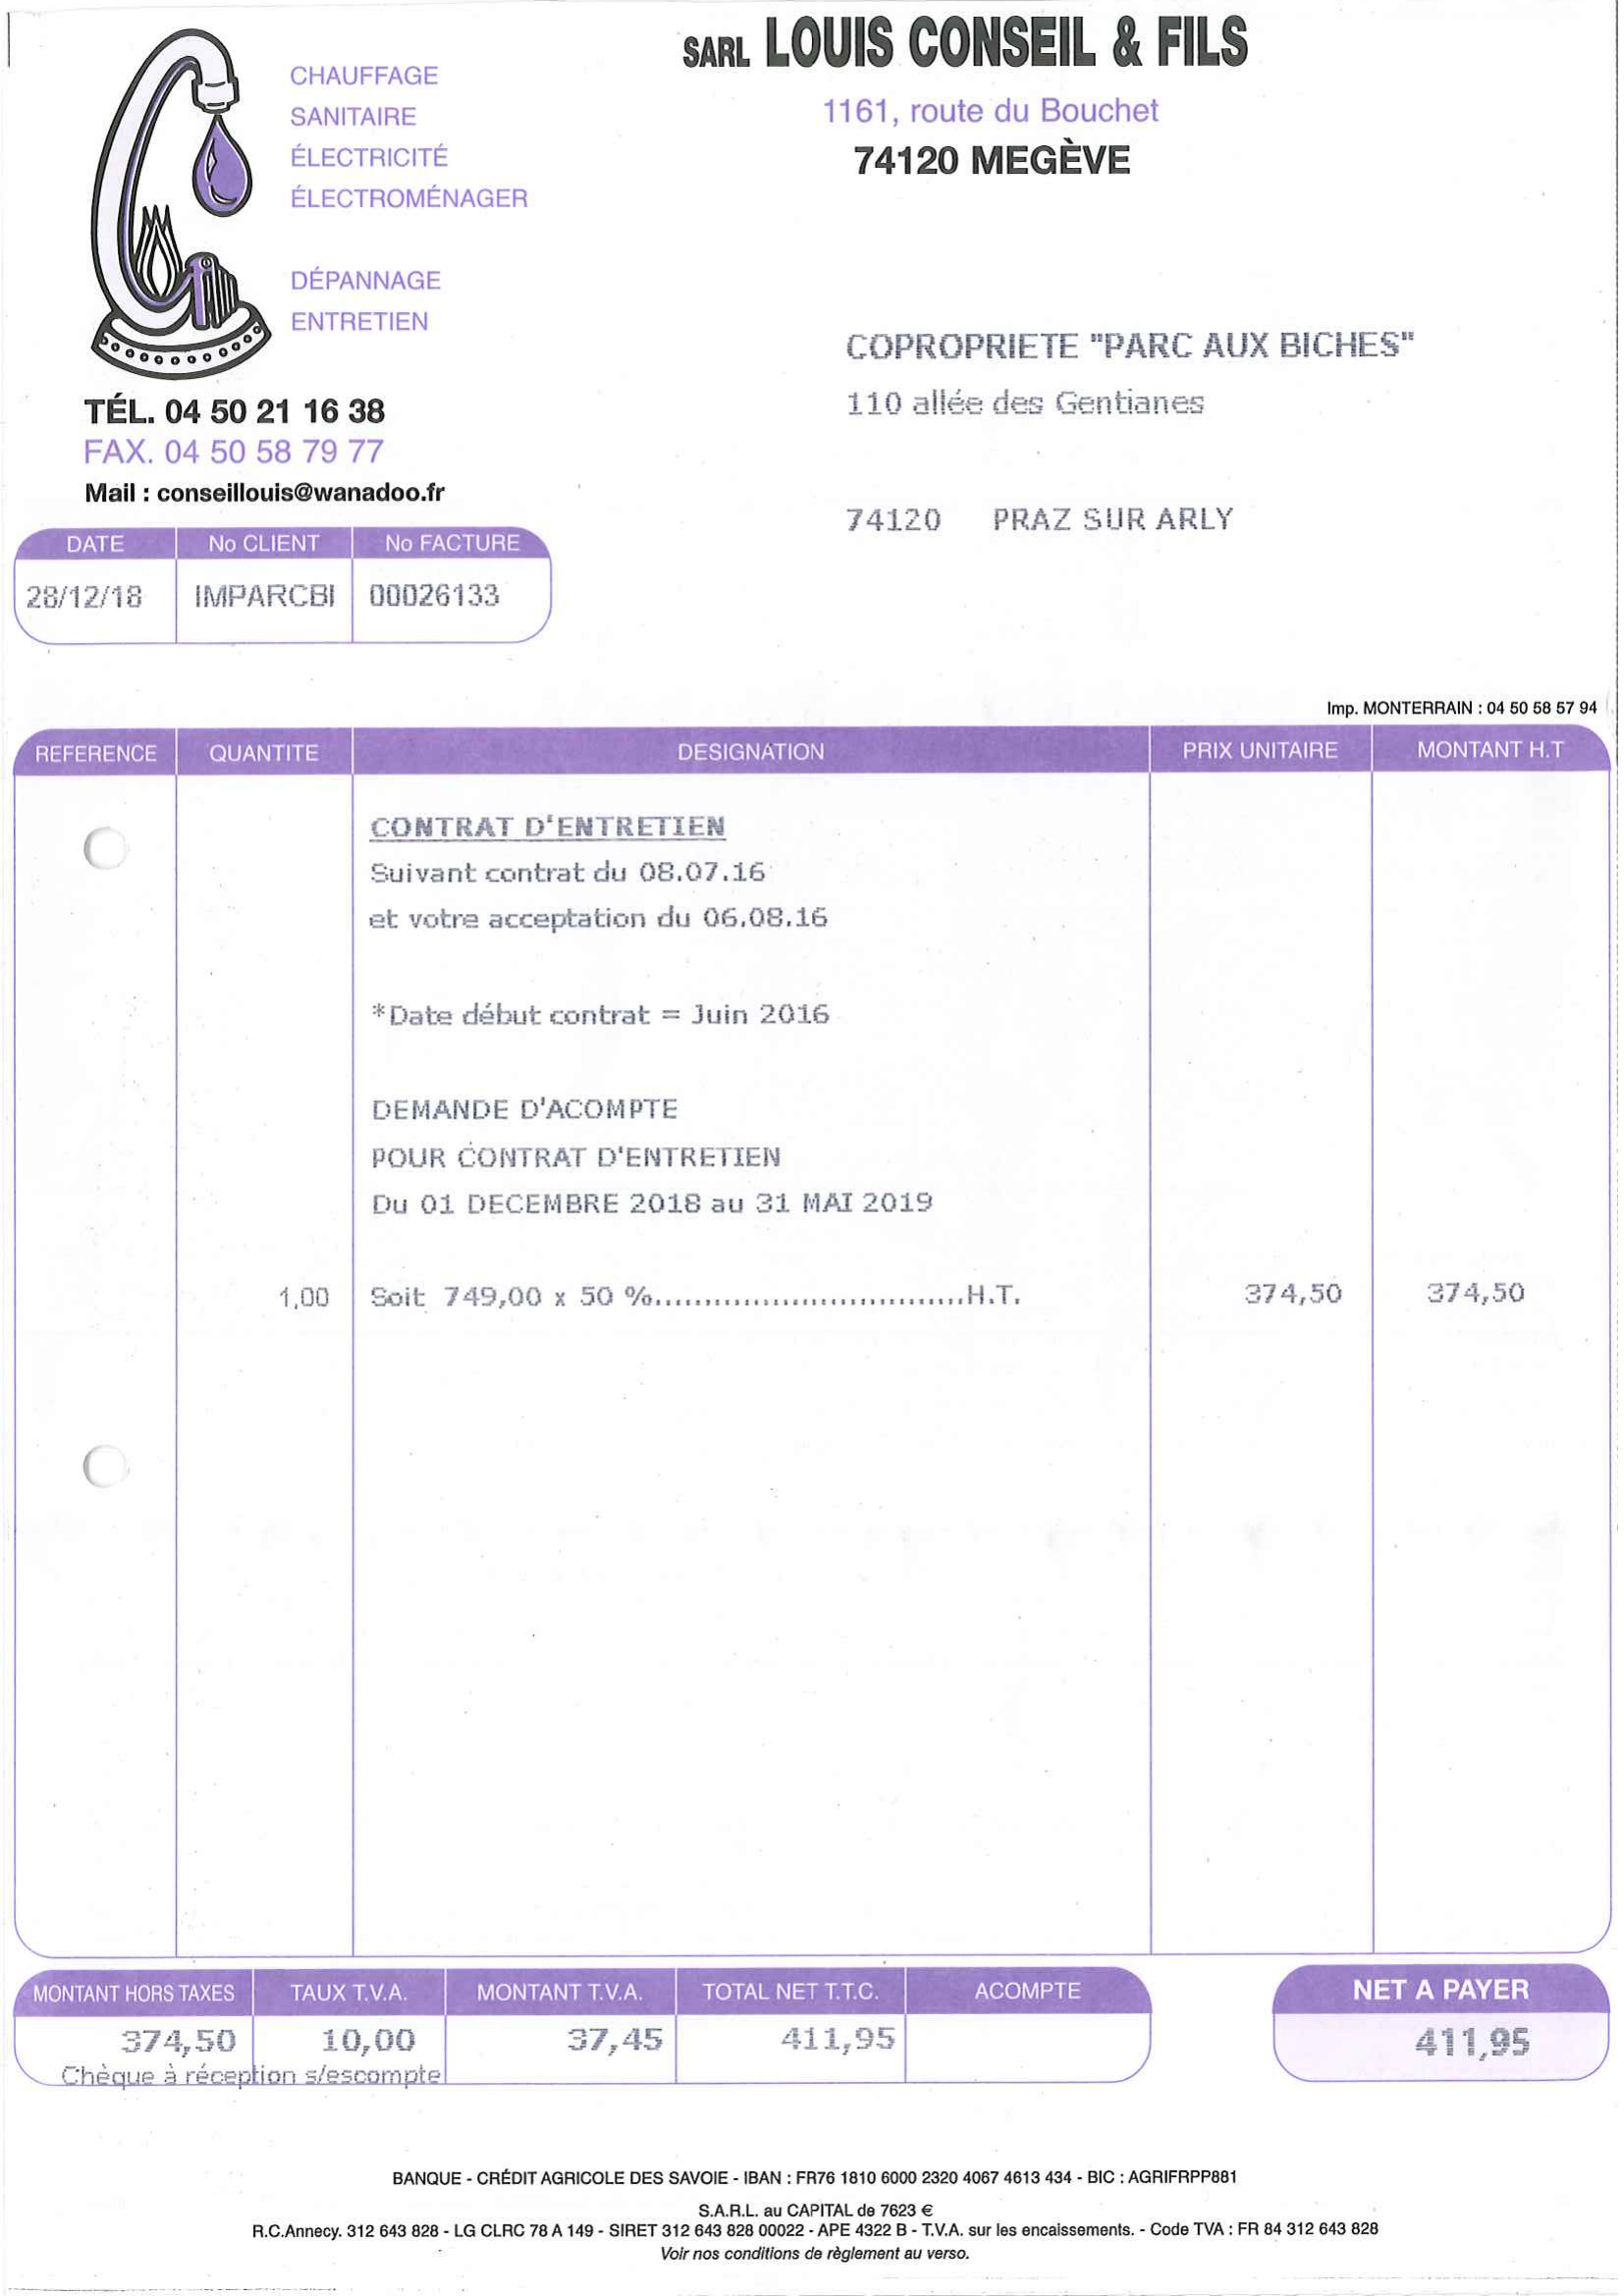 SARL LOUIS CONSEIL & FILS
1161, route du Bouchet
74120 MEGÈVE
CHAUFFAGE
SANITAIRE
ÉLECTRICITÉ
ÉLECTROMÉNAGER
DÉPANNAGE
ENTRETIEN
TÉL. 04 50 21 16 38
FAX. 04 50 58 79 77
Mail : conseillouis@wanadoo.fr
COPROPRIETE "PARC AUX BICHES"
110 allée des Gentianes
74120 PRAZ SUR ARLY
DATE No CLIENT No FACTURE
28/12/18 IMPARCBI 00026133
Imp. MONTERRAIN : 04 50 58 57 94
REFERENCE QUANTITE DESIGNATION PRIX UNITAIRE MONTANT H.T
CONTRAT D'ENTRETIEN
Suivant contrat du 08.07.16
et votre acceptation du 06.08.16
*Date début contrat = Juin 2016
DEMANDE D'ACOMPTE
POUR CONTRAT D'ENTRETIEN
Du 01 DECEMBRE 2018 au 31 MAI 2019
1,00 Soit 749,00 x 50 %................................H.T. 374,50 374,50
MONTANT HORS TAXES TAUX T.V.A. MONTANT T.V.A. TOTAL NET T.T.C. ACOMPTE NET A PAYER
374,50 10,00 37,45 411,95 411,95
Chèque à réception s/escompte
BANQUE - CRÉDIT AGRICOLE DES SAVOIE - IBAN : FR76 1810 6000 2320 4067 4613 434 - BIC : AGRIFRPP881
S.A.R.L. au CAPITAL de 7623 €
R.C.Annecy. 312 643 828 - LG CLRC 78 A 149 - SIRET 312 643 828 00022 - APE 4322 B - T.V.A. sur les encaissements. - Code TVA : FR 84 312 643 828
Voir nos conditions de règlement au verso.